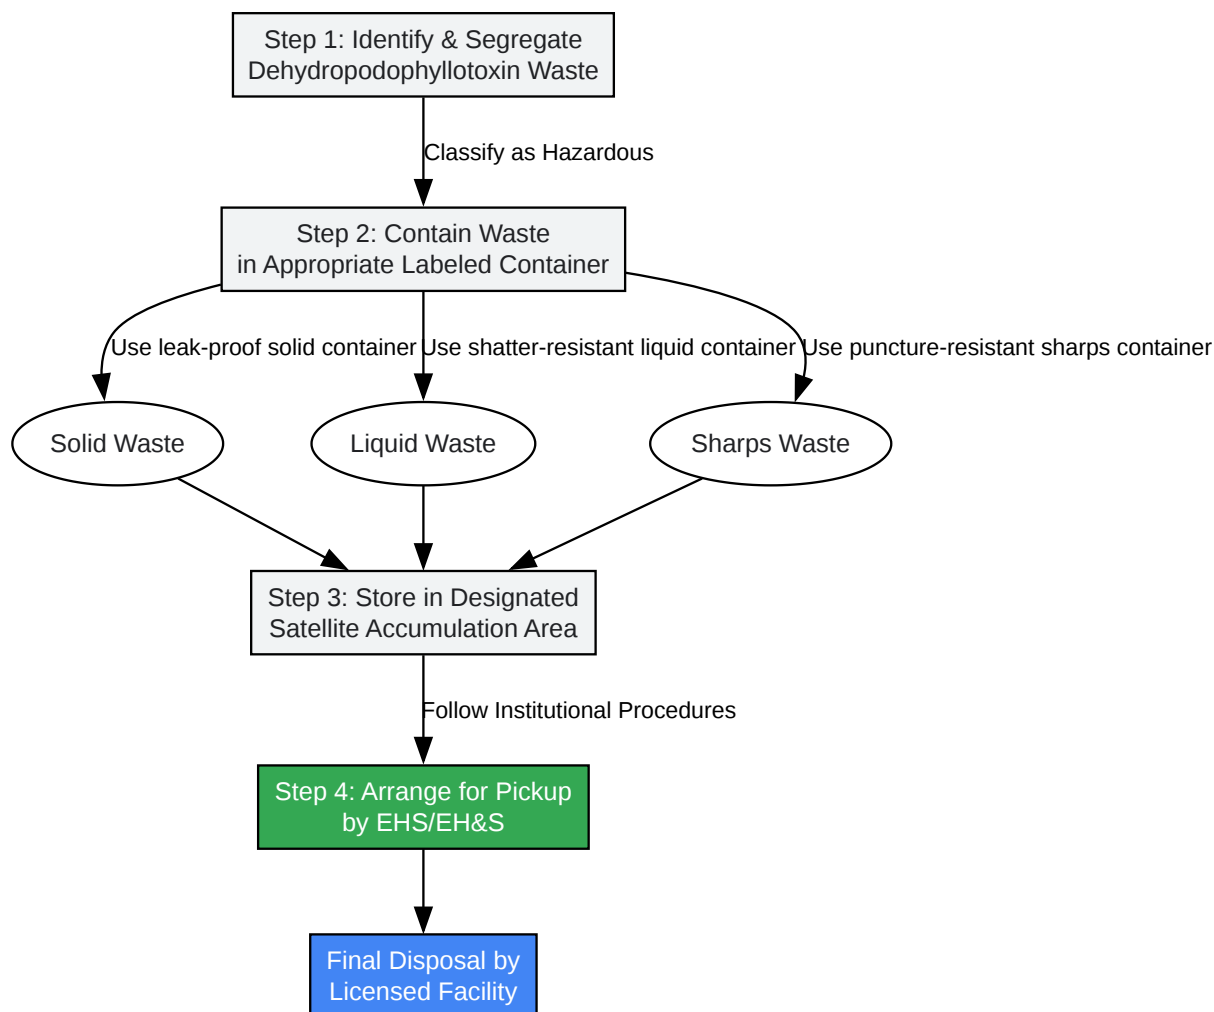 Step 1: Identify & Segregate
Dehydropodophyllotoxin Waste
Classify as Hazardous
Step 2: Contain Waste
in Appropriate Labeled Container
Use leak-proof solid container
Use shatter-resistant liquid container
Use puncture-resistant sharps container
Solid Waste
Liquid Waste
Sharps Waste
Step 3: Store in Designated
Satellite Accumulation Area
Follow Institutional Procedures
Step 4: Arrange for Pickup
by EHS/EH&S
Final Disposal by
Licensed Facility